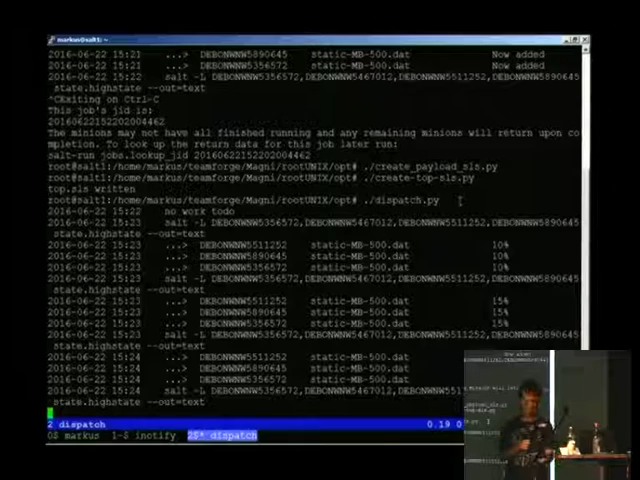 markus@salt1: ~
2016-06-22 15:21 ...> DEBONWNW5890645 static-MB-500.dat Now added
2016-06-22 15:21 ...> DEBONWNW5356572 static-MB-500.dat Now added
2016-06-22 15:22 salt -L DEBONWNW5356572,DEBONWNW5467012,DEBONWNW5511252,DEBONWNW5890645
state.highstate --out=text
^CExiting on Ctrl-C
This job's jid is:
20160622152202004462
The minions may not have all finished running and any remaining minions will return upon co
mpletion. To look up the return data for this job later run:
salt-run jobs.lookup_jid 20160622152202004462
root@salt1:/home/markus/teamforge/Magni/rootUNIX/opt# ./create_payload_sls.py
root@salt1:/home/markus/teamforge/Magni/rootUNIX/opt# ./create-top-sls.py
top.sls written
root@salt1:/home/markus/teamforge/Magni/rootUNIX/opt# ./dispatch.py
2016-06-22 15:22 no work todo
2016-06-22 15:23 salt -L DEBONWNW5356572,DEBONWNW5467012,DEBONWNW5511252,DEBONWNW5890645
state.highstate --out=text
2016-06-22 15:23 ...> DEBONWNW5511252 static-MB-500.dat 10%
2016-06-22 15:23 ...> DEBONWNW5890645 static-MB-500.dat 10%
2016-06-22 15:23 ...> DEBONWNW5356572 static-MB-500.dat 10%
2016-06-22 15:23 salt -L DEBONWNW5356572,DEBONWNW5467012,DEBONWNW5511252,DEBONWNW5890645
state.highstate --out=text
2016-06-22 15:23 ...> DEBONWNW5511252 static-MB-500.dat 15%
2016-06-22 15:23 ...> DEBONWNW5890645 static-MB-500.dat 15%
2016-06-22 15:23 ...> DEBONWNW5356572 static-MB-500.dat 15%
2016-06-22 15:23 salt -L DEBONWNW5356572,DEBONWNW5467012,DEBONWNW5511252,DEBONWNW5890645
state.highstate --out=text
2016-06-22 15:24 ...> DEBONWNW5511252 static-MB-500.dat
2016-06-22 15:24 ...> DEBONWNW5890645 static-MB-500.dat
2016-06-22 15:24 ...> DEBONWNW5356572 static-MB-500.dat
2016-06-22 15:24 salt -L DEBONWNW5356572,DEBONWNW5467012,DEBONWNW5
state.highstate --out=text
2 dispatch 0.19 0
0$ markus 1-$ inotify 2$* dispatch